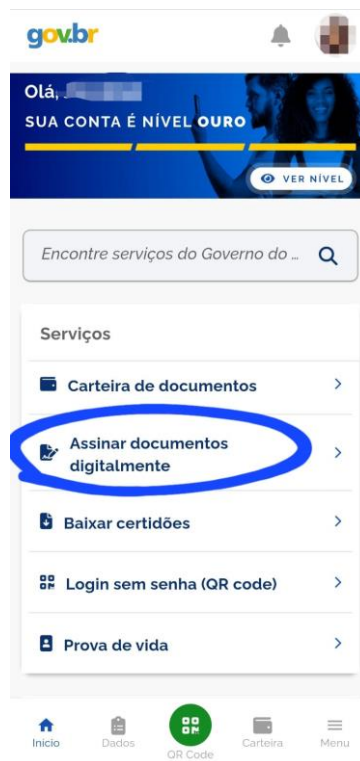 gov.br
Olá,
SUA CONTA É NÍVEL OURO
VER NÍVEL
Encontre serviços do Governo do ...
Serviços
Carteira de documentos
Assinar documentos
digitalmente
Baixar certidões
Login sem senha (QR code)
Prova de vida
Início
Dados
QR Code
Carteira
Menu